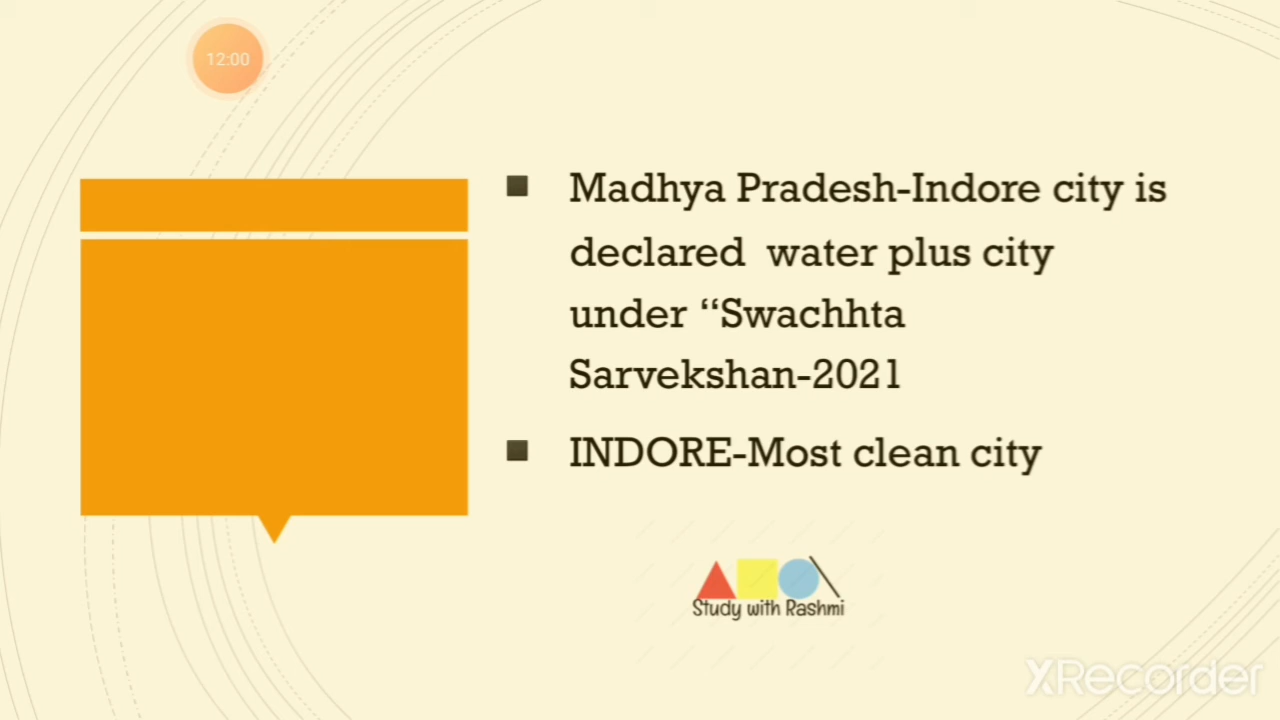 12:00
Madhya Pradesh-Indore city is
declared water plus city
under “Swachhta
Sarvekshan-2021
INDORE-Most clean city
Study with Rashmi
XRecorder